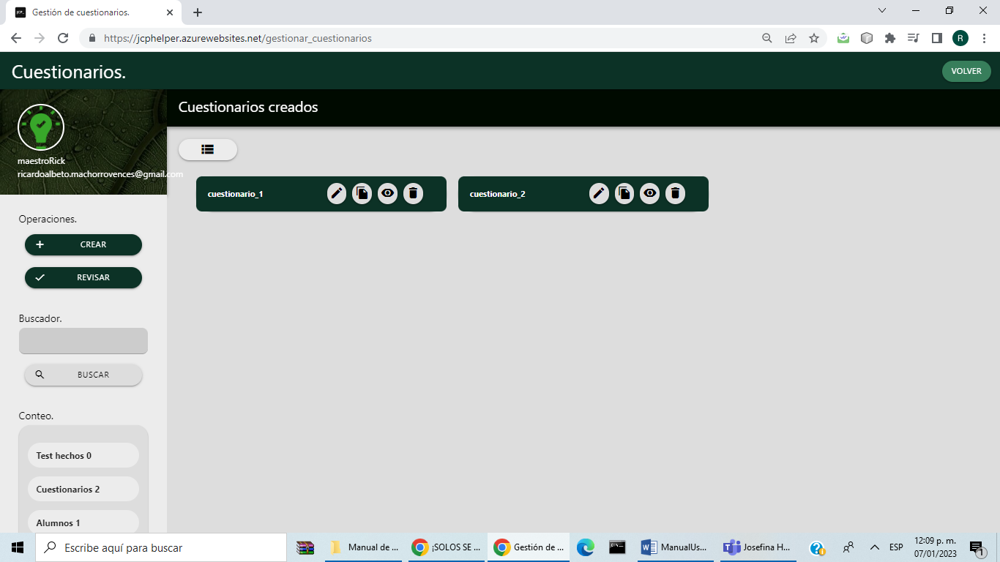 Gestión de cuestionarios.
https://jcphelper.azurewebsites.net/gestionar_cuestionarios
R
Cuestionarios.
VOLVER
maestroRick
ricardoalbeto.machorrovences@gmail.com
Cuestionarios creados
cuestionario_1
cuestionario_2
Operaciones.
CREAR
REVISAR
Buscador.
BUSCAR
Conteo.
Test hechos 0
Cuestionarios 2
Alumnos 1
Escribe aquí para buscar
Manual de ...
¡SOLOS SE ...
Gestión de ...
ManualUs...
Josefina H...
ESP
12:09 p. m.
07/01/2023
1